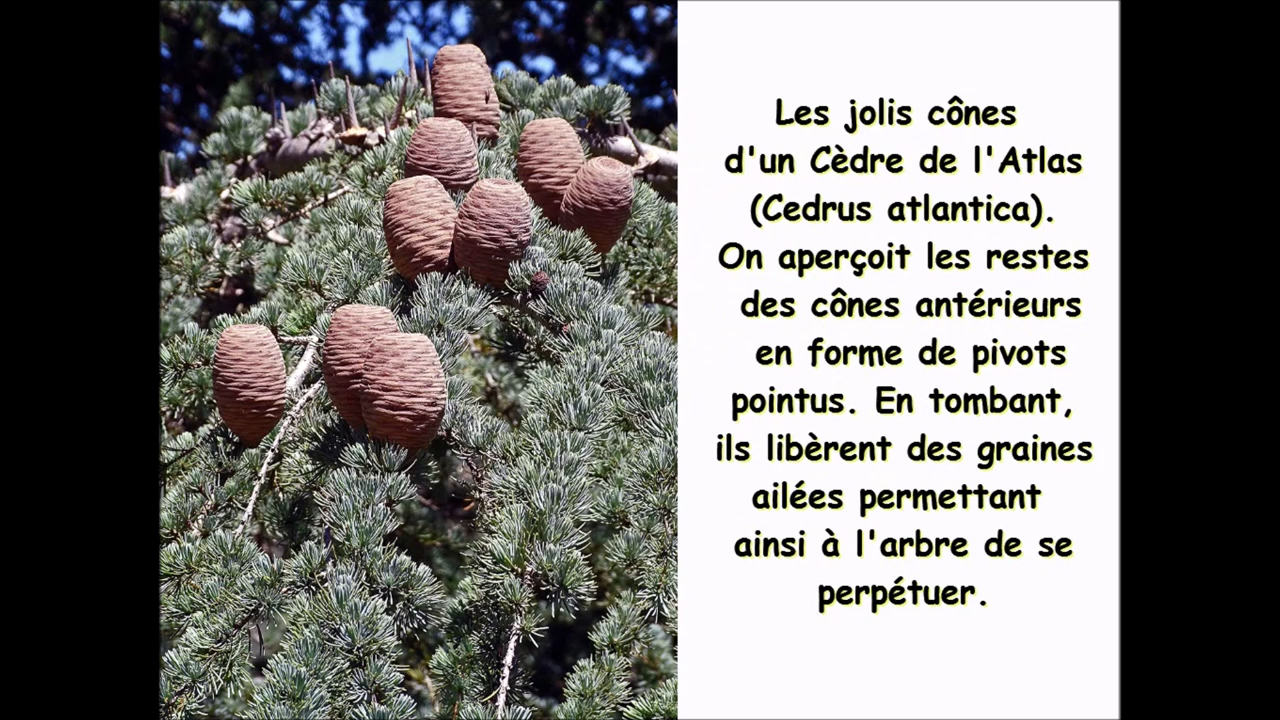 Les jolis cônes
d'un Cèdre de l'Atlas
(Cedrus atlantica).
On aperçoit les restes
des cônes antérieurs
en forme de pivots
pointus. En tombant,
ils libèrent des graines
ailées permettant
ainsi à l'arbre de se
perpétuer.